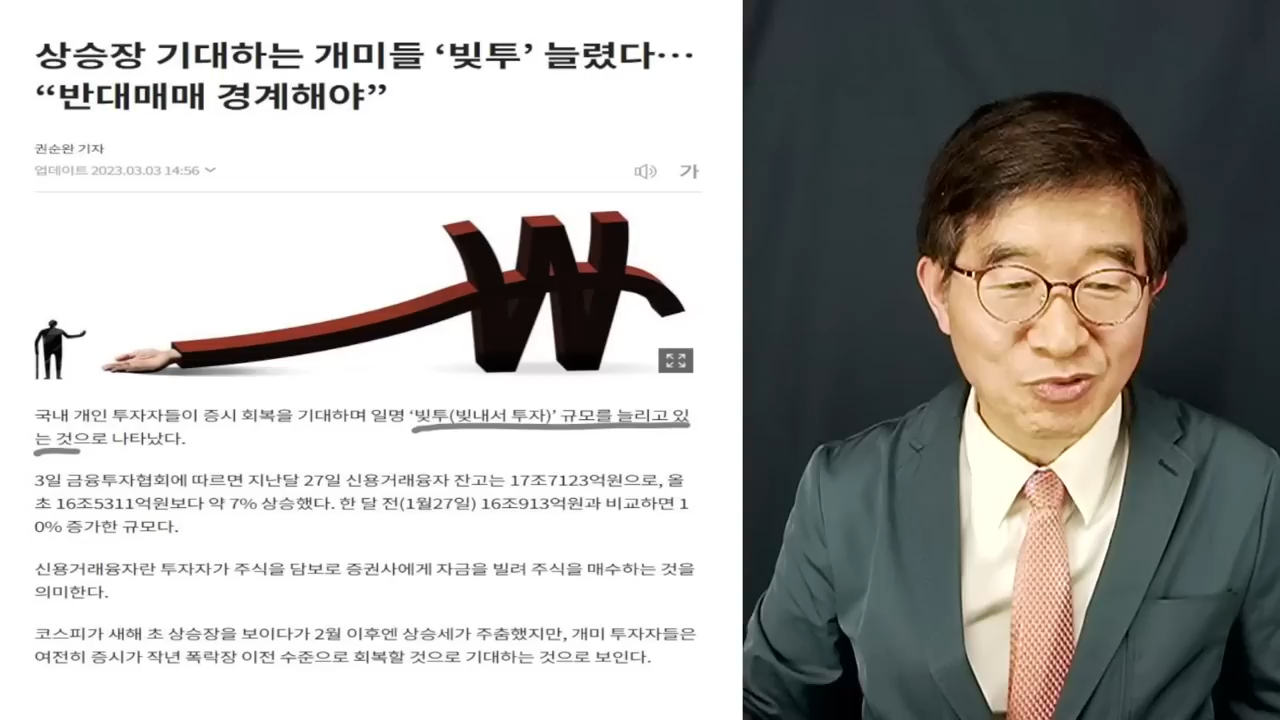 상승장 기대하는 개미들 ‘빚투’ 늘렸다…
“반대매매 경계해야”
권순완 기자
업데이트 2023.03.03 14:56
가
국내 개인 투자자들이 증시 회복을 기대하며 일명 ‘빚투(빚내서 투자)’ 규모를 늘리고 있
는 것으로 나타났다.
3일 금융투자협회에 따르면 지난달 27일 신용거래융자 잔고는 17조7123억원으로, 올
초 16조5311억원보다 약 7% 상승했다. 한 달 전(1월27일) 16조913억원과 비교하면 1
0% 증가한 규모다.
신용거래융자란 투자자가 주식을 담보로 증권사에게 자금을 빌려 주식을 매수하는 것을
의미한다.
코스피가 새해 초 상승장을 보이다가 2월 이후엔 상승세가 주춤했지만, 개미 투자자들은
여전히 증시가 작년 폭락장 이전 수준으로 회복할 것으로 기대하는 것으로 보인다.